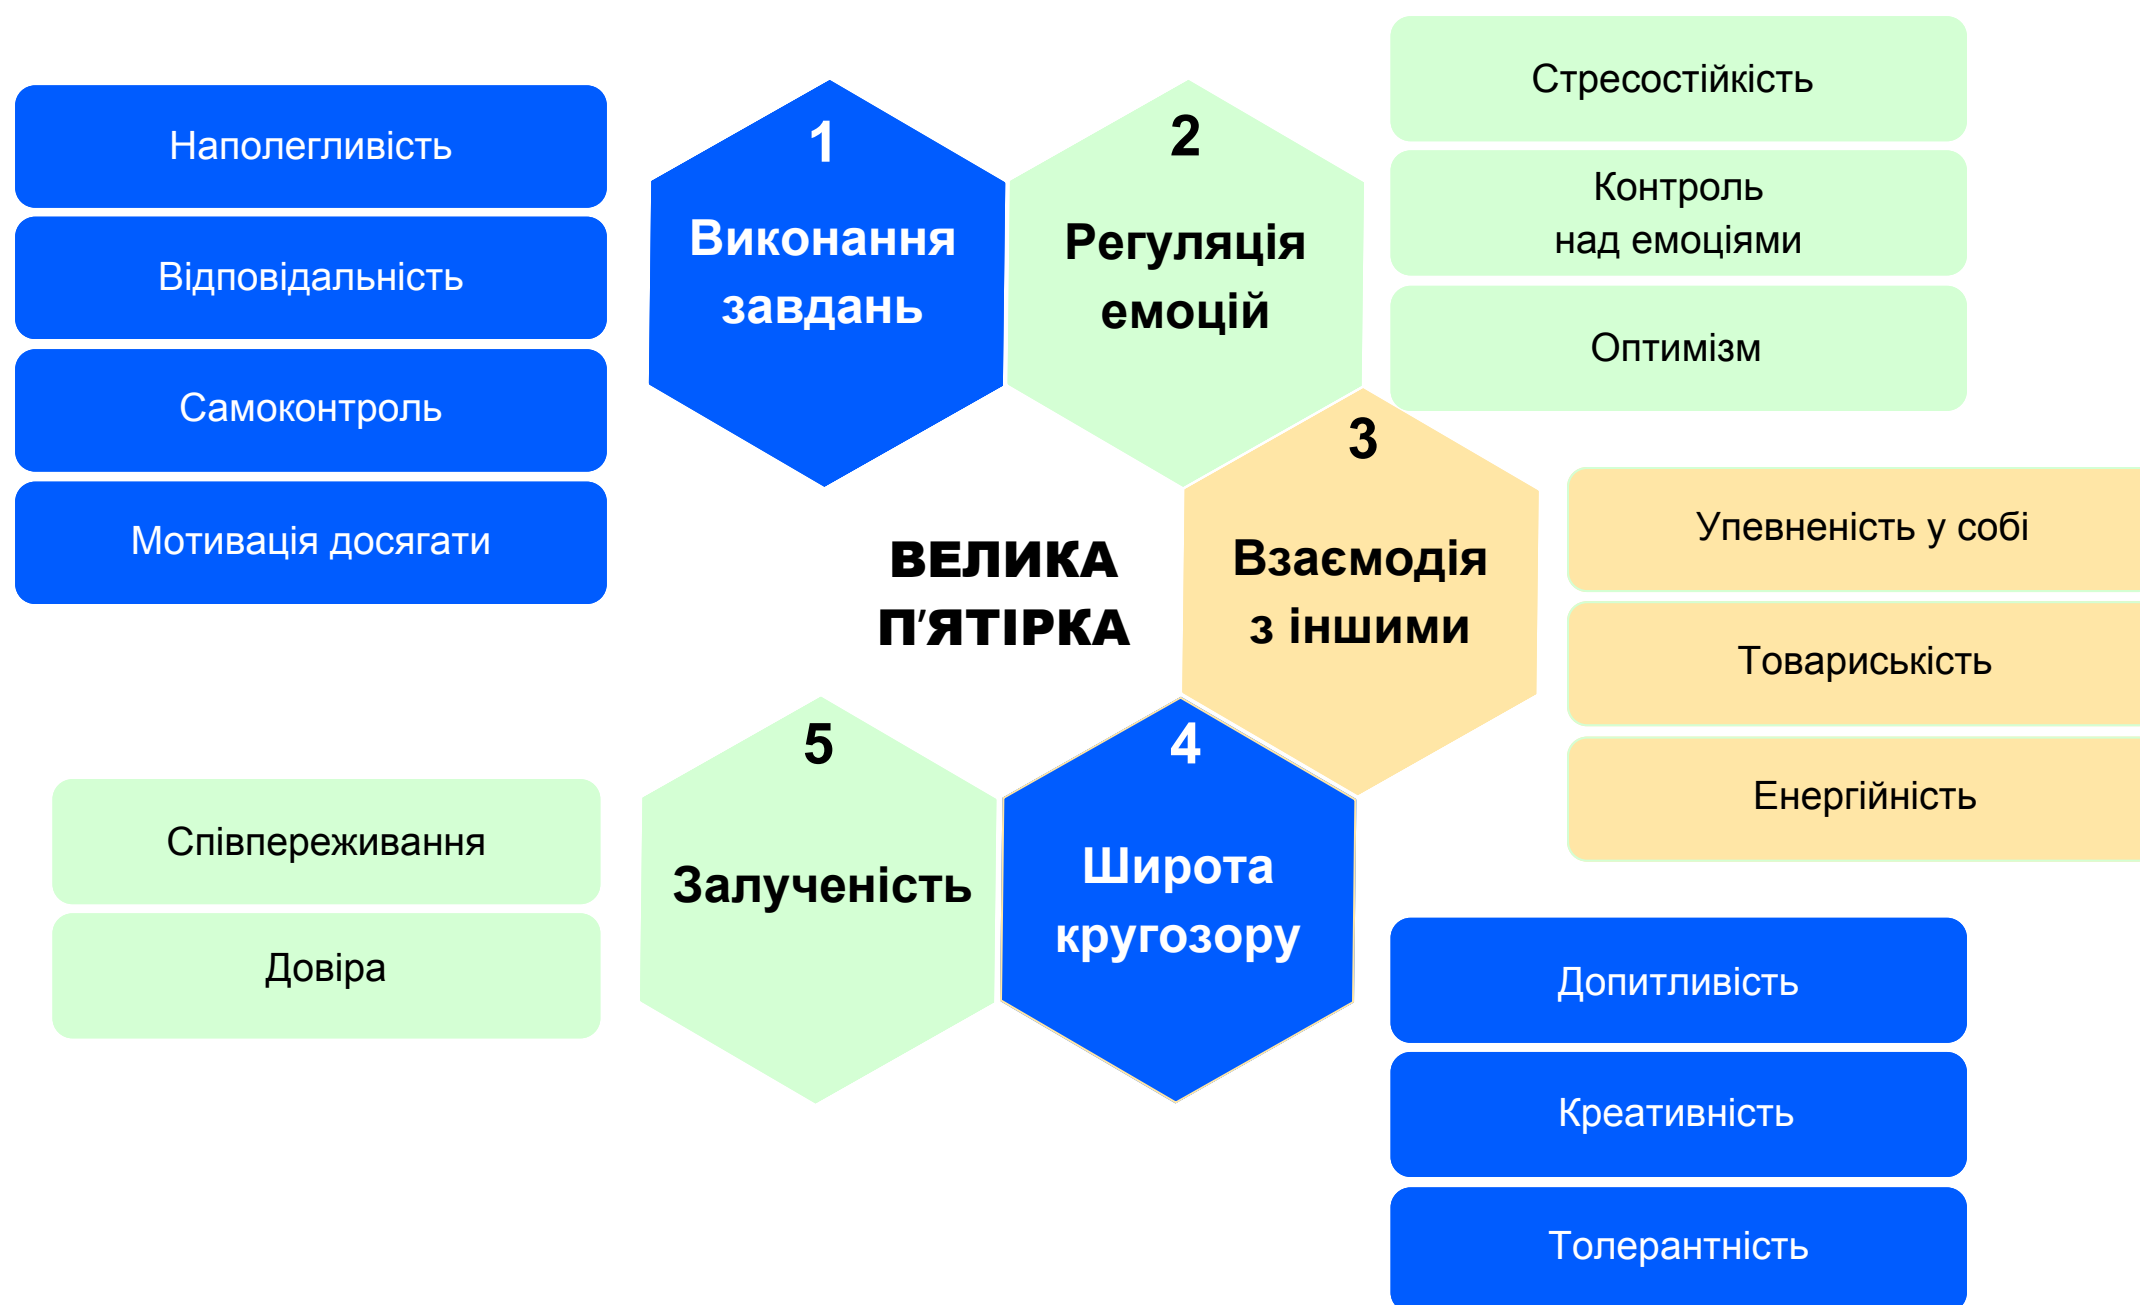 Наполегливість
Відповідальність
Самоконтроль
Мотивація досягати
1
Виконання
завдань
2
Регуляція
емоцій
Стресостійкість
Контроль
над емоціями
Оптимізм
3
Взаємодія
з іншими
Упевненість у собі
Товариськість
Енергійність
ВЕЛИКА
П'ЯТІРКА
5
Залученість
Співпереживання
Довіра
4
Широта
кругозору
Допитливість
Креативність
Толерантність